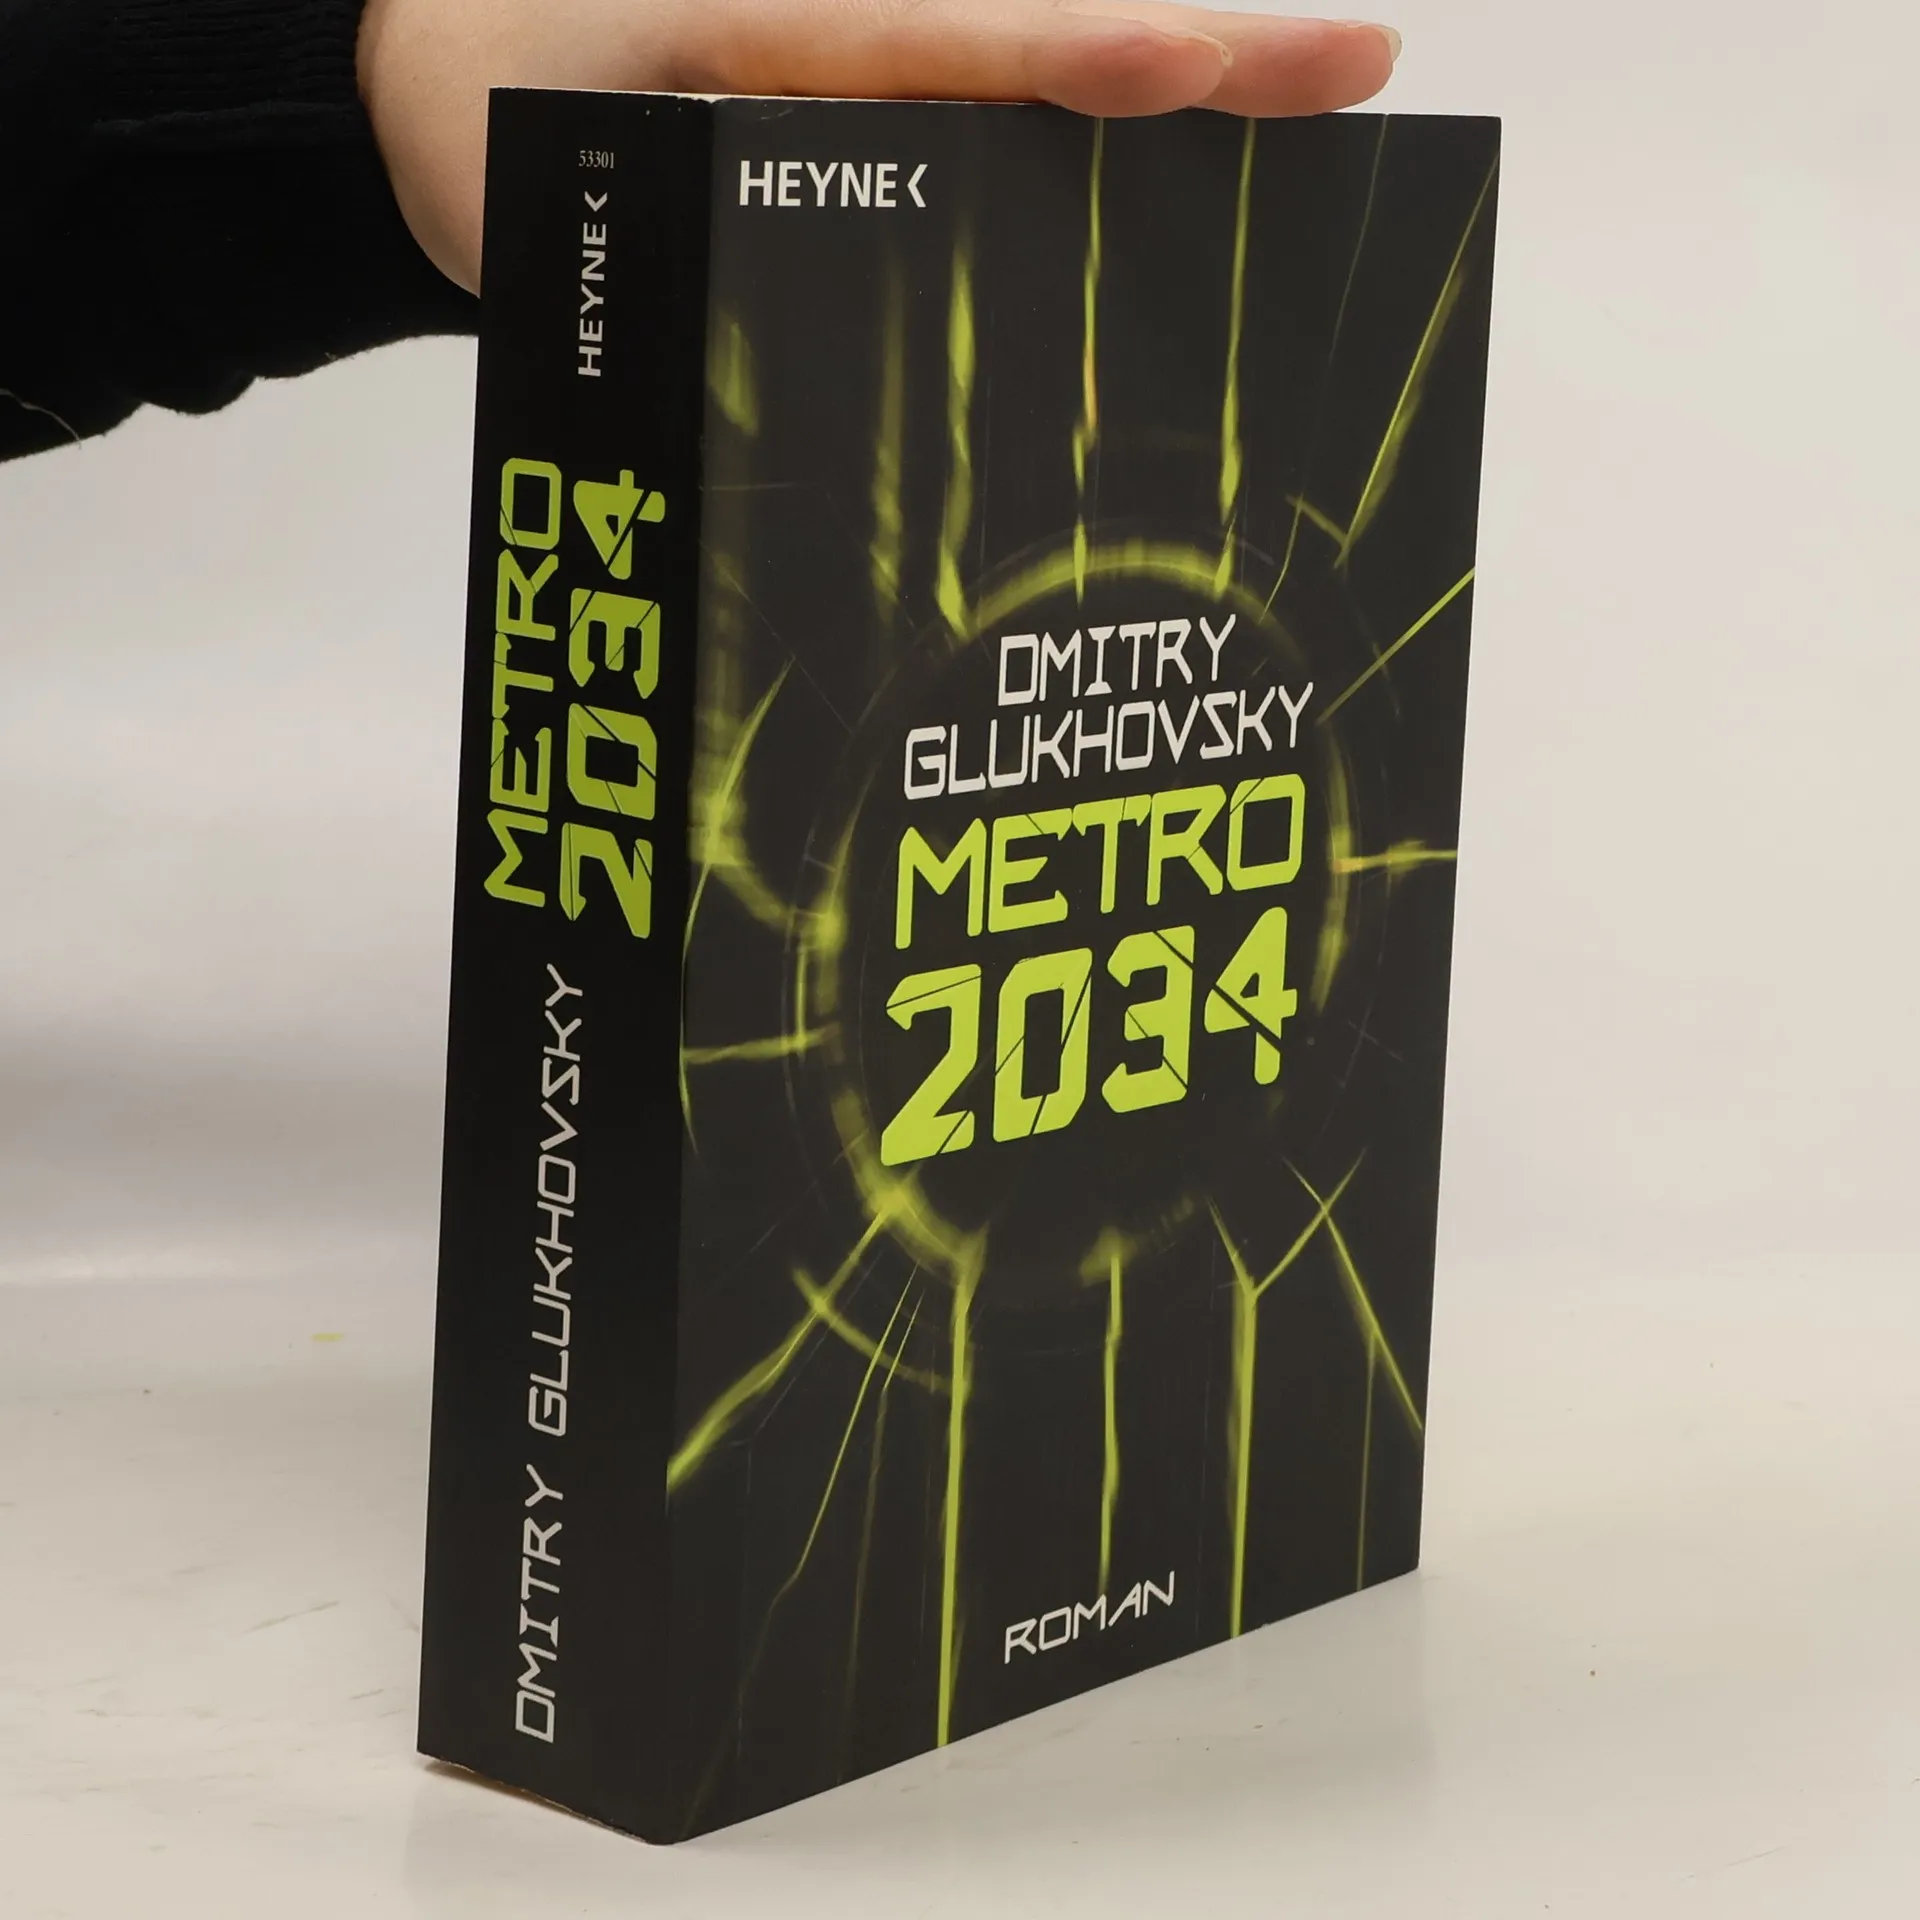 53301
HEYNE<
METRO
2034
DMITRY GLUKHOVSKY
HEYNE<
DMITRY
GLUKHOVSKY
METRO
2034
ROMAN